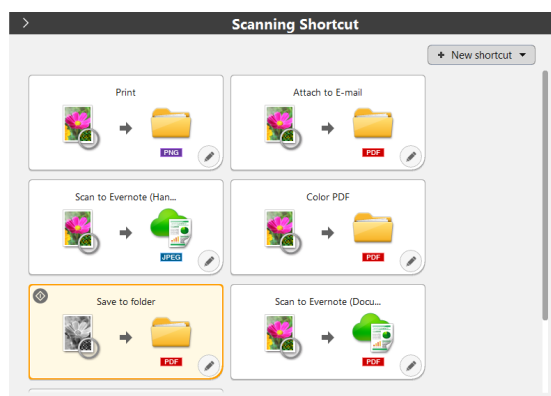 Scanning Shortcut
+ New shortcut
Print
PNG
Attach to E-mail
PDF
Scan to Evernote (Han...
JPEG
Color PDF
PDF
Save to folder
PDF
Scan to Evernote (Docu...
PDF